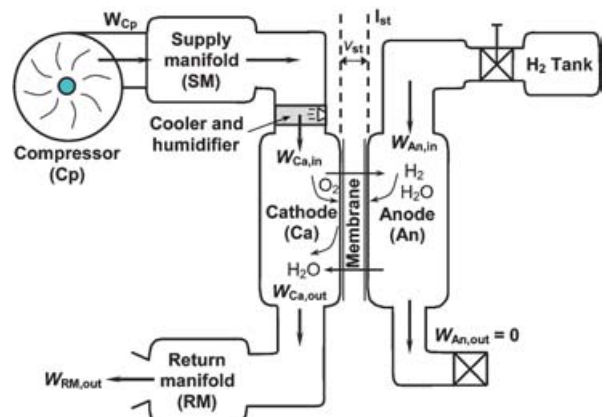 W_Cp
I_st
Supply
manifold
(SM)
V_st
H₂ Tank
Cooler and
humidifier
Compressor
(Cp)
W_Ca,in
W_An,in
O₂
H₂
H₂O
Cathode
(Ca)
Membrane
Anode
(An)
H₂O
W_Ca,out
W_An,out = 0
Return
manifold
(RM)
W_RM,out